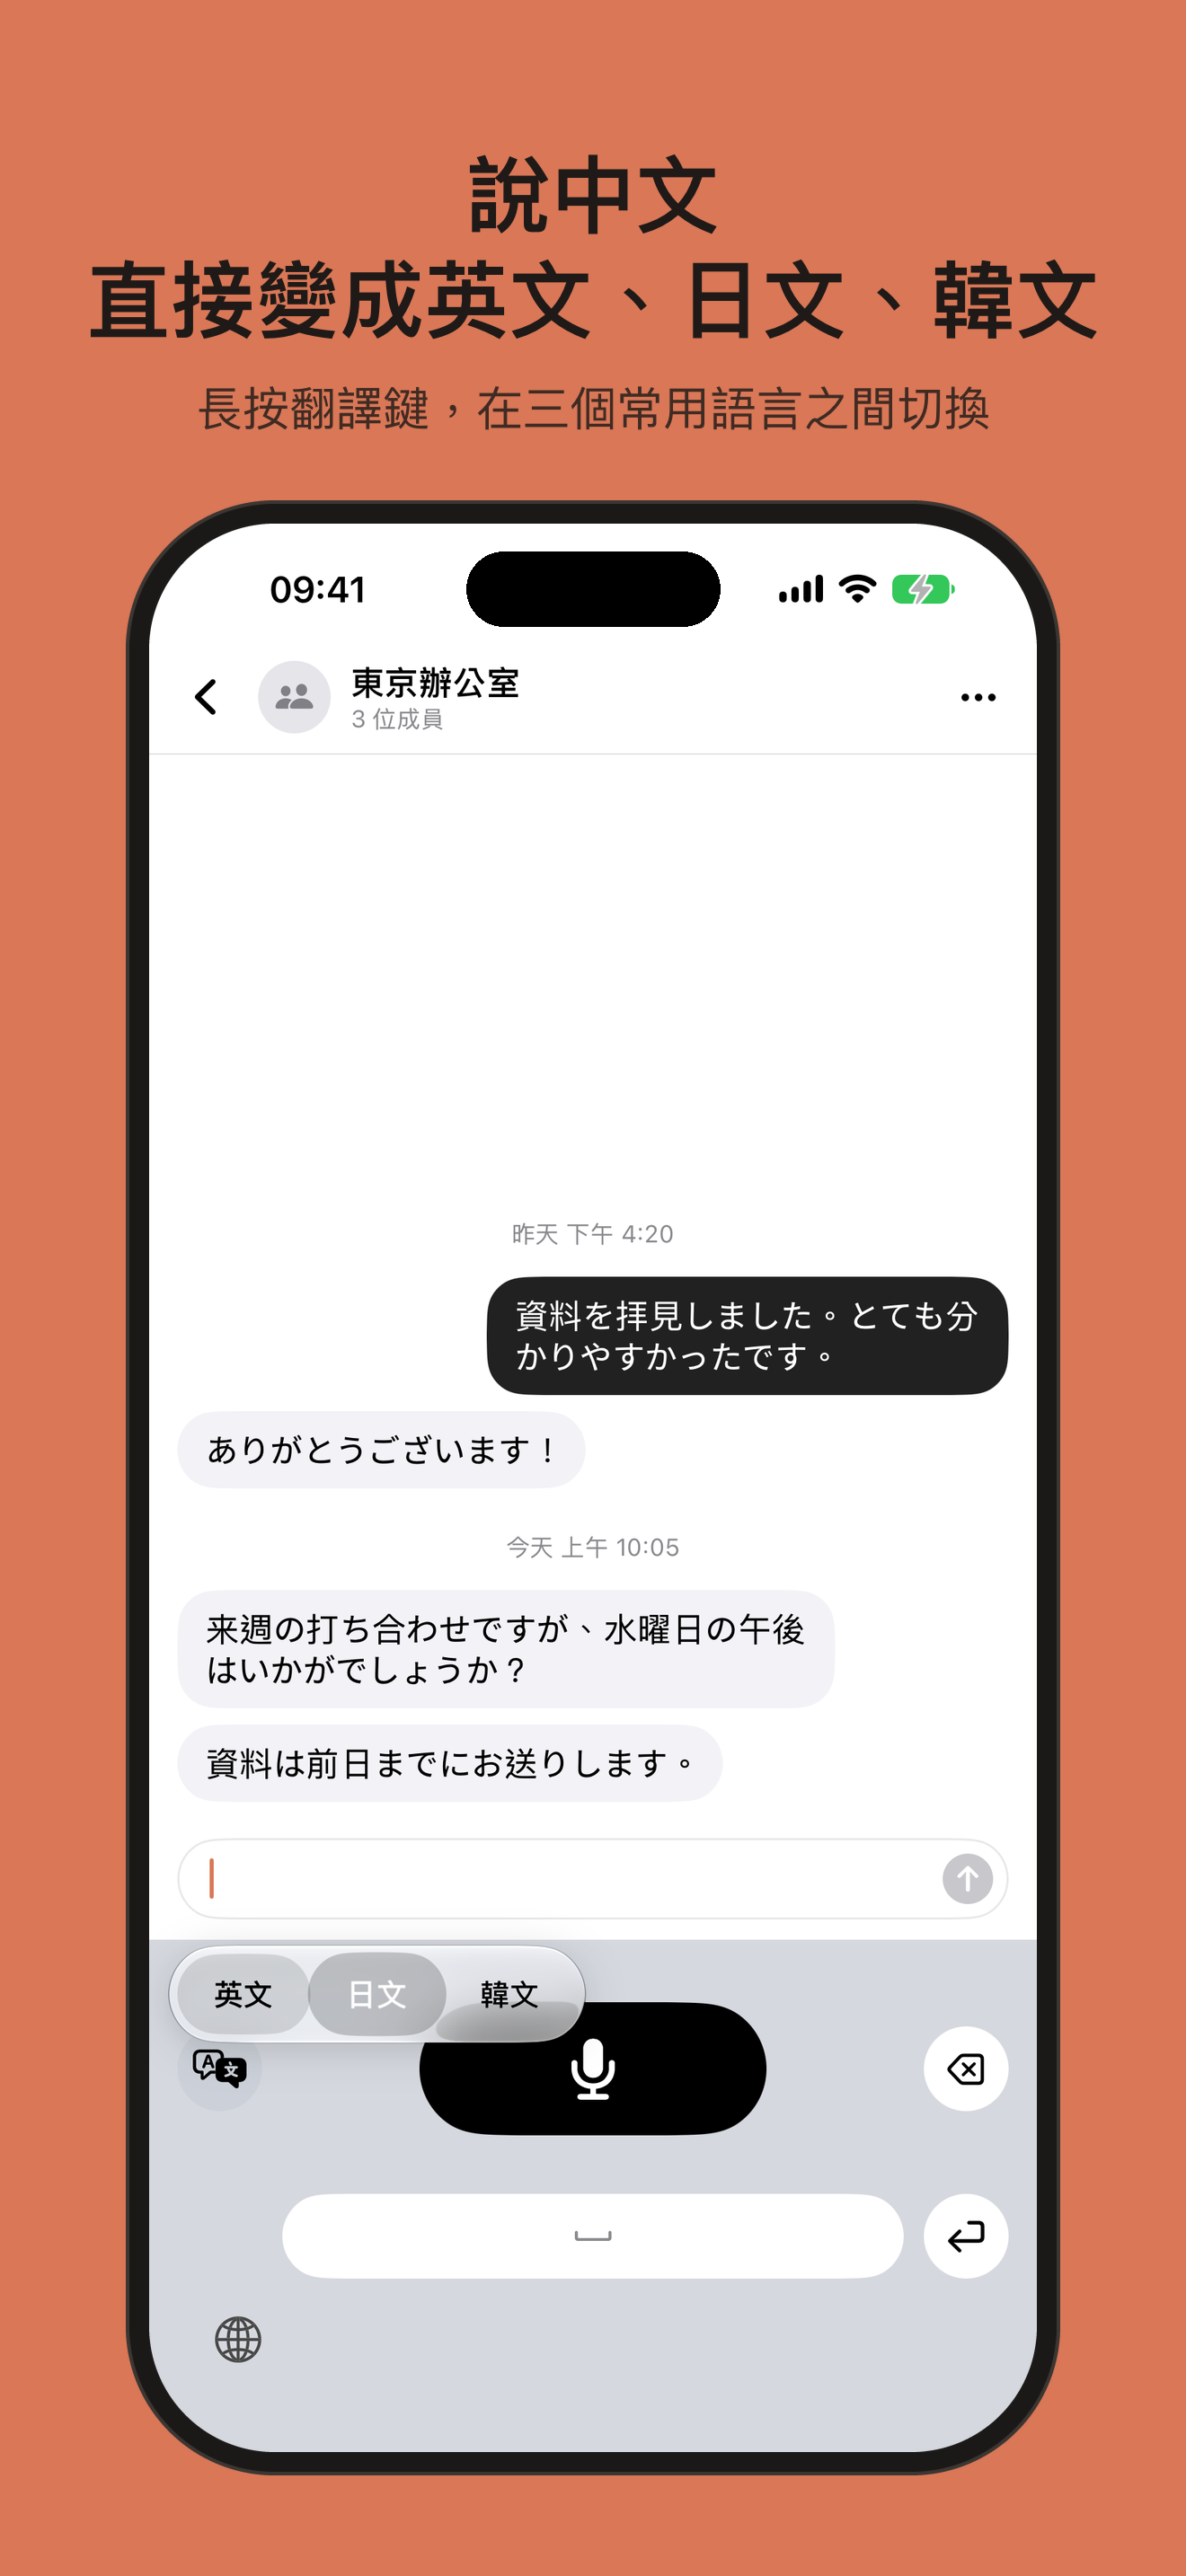 說中文
直接變成英文、日文、韓文
長按翻譯鍵，在三個常用語言之間切換
09:41
東京辦公室
3 位成員
昨天 下午 4:20
資料を拝見しました。とても分
かりやすかったです。
ありがとうございます！
今天 上午 10:05
来週の打ち合わせですが、水曜日の午後
はいかがでしょうか？
資料は前日までにお送りします。
英文 日文 韓文
A 文